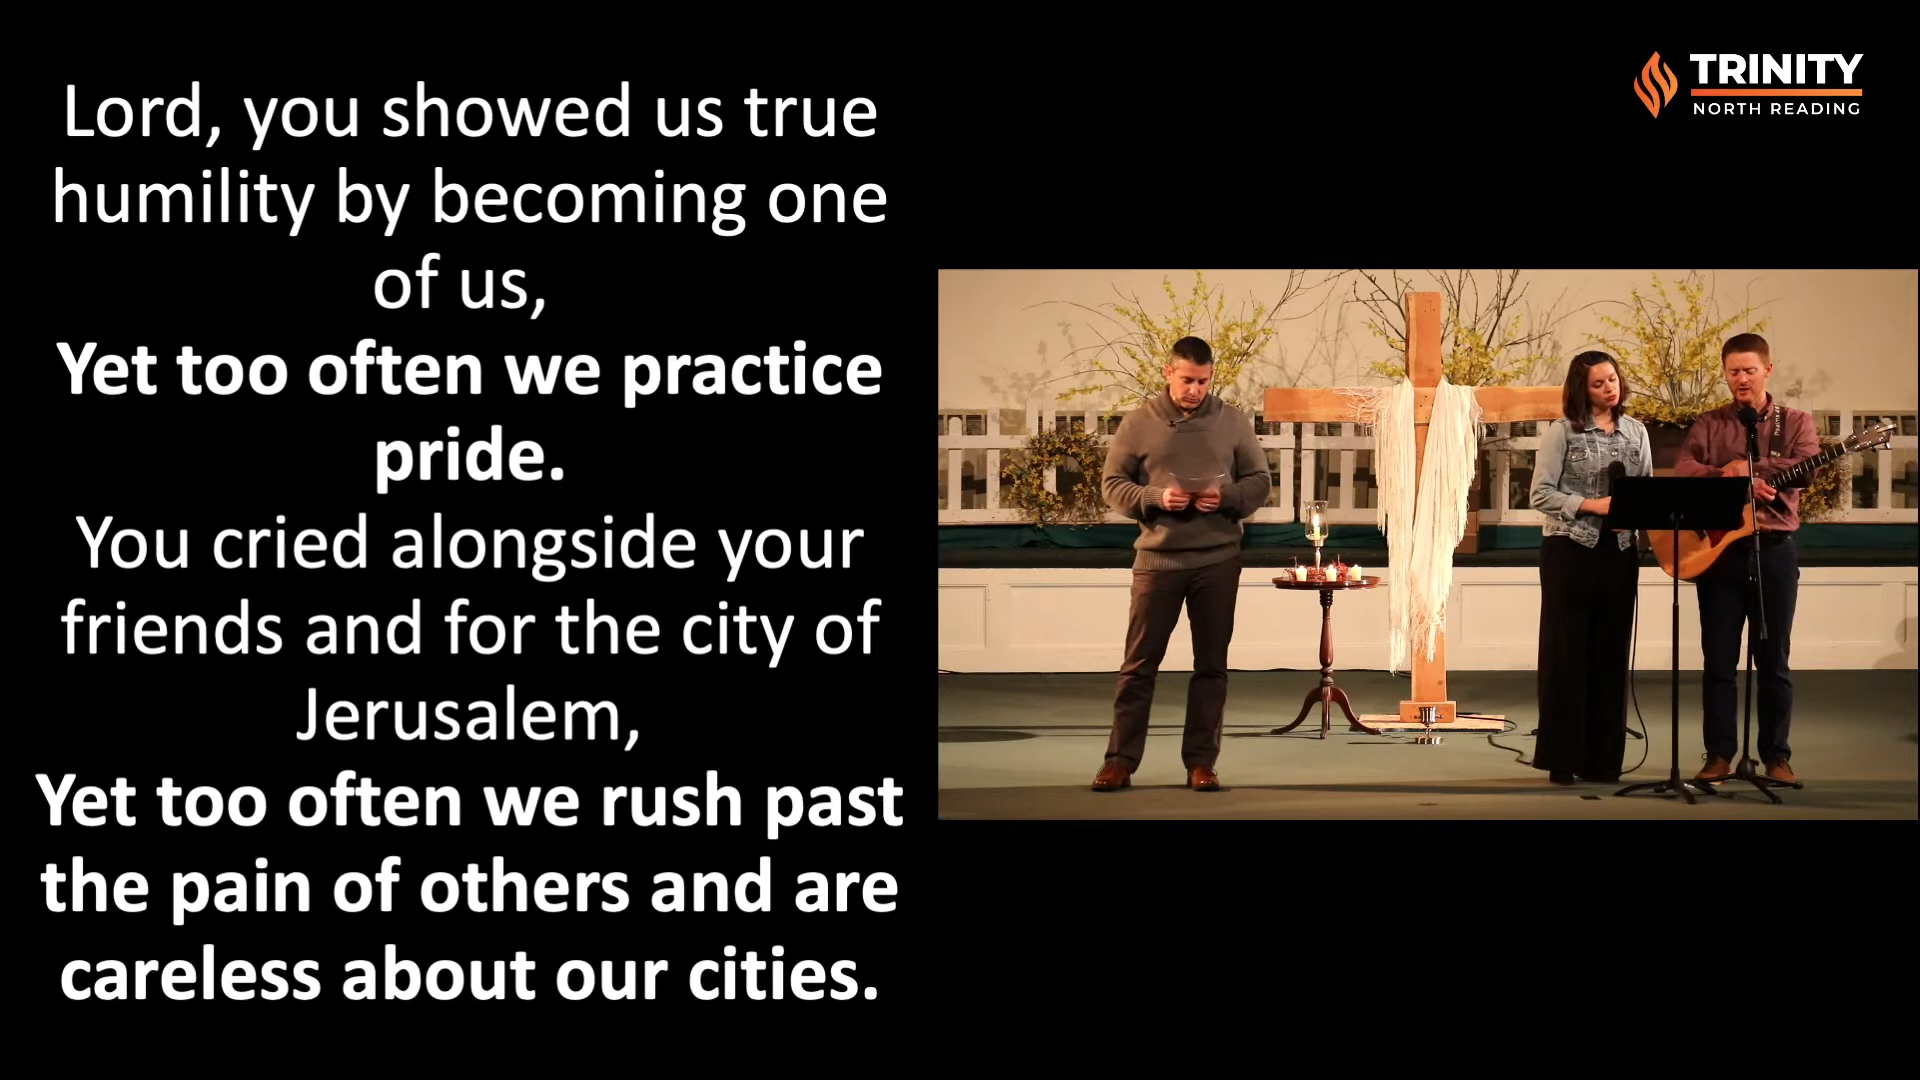 Lord, you showed us true
humility by becoming one
of us,
Yet too often we practice
pride.
You cried alongside your
friends and for the city of
Jerusalem,
Yet too often we rush past
the pain of others and are
careless about our cities.
TRINITY
NORTH READING